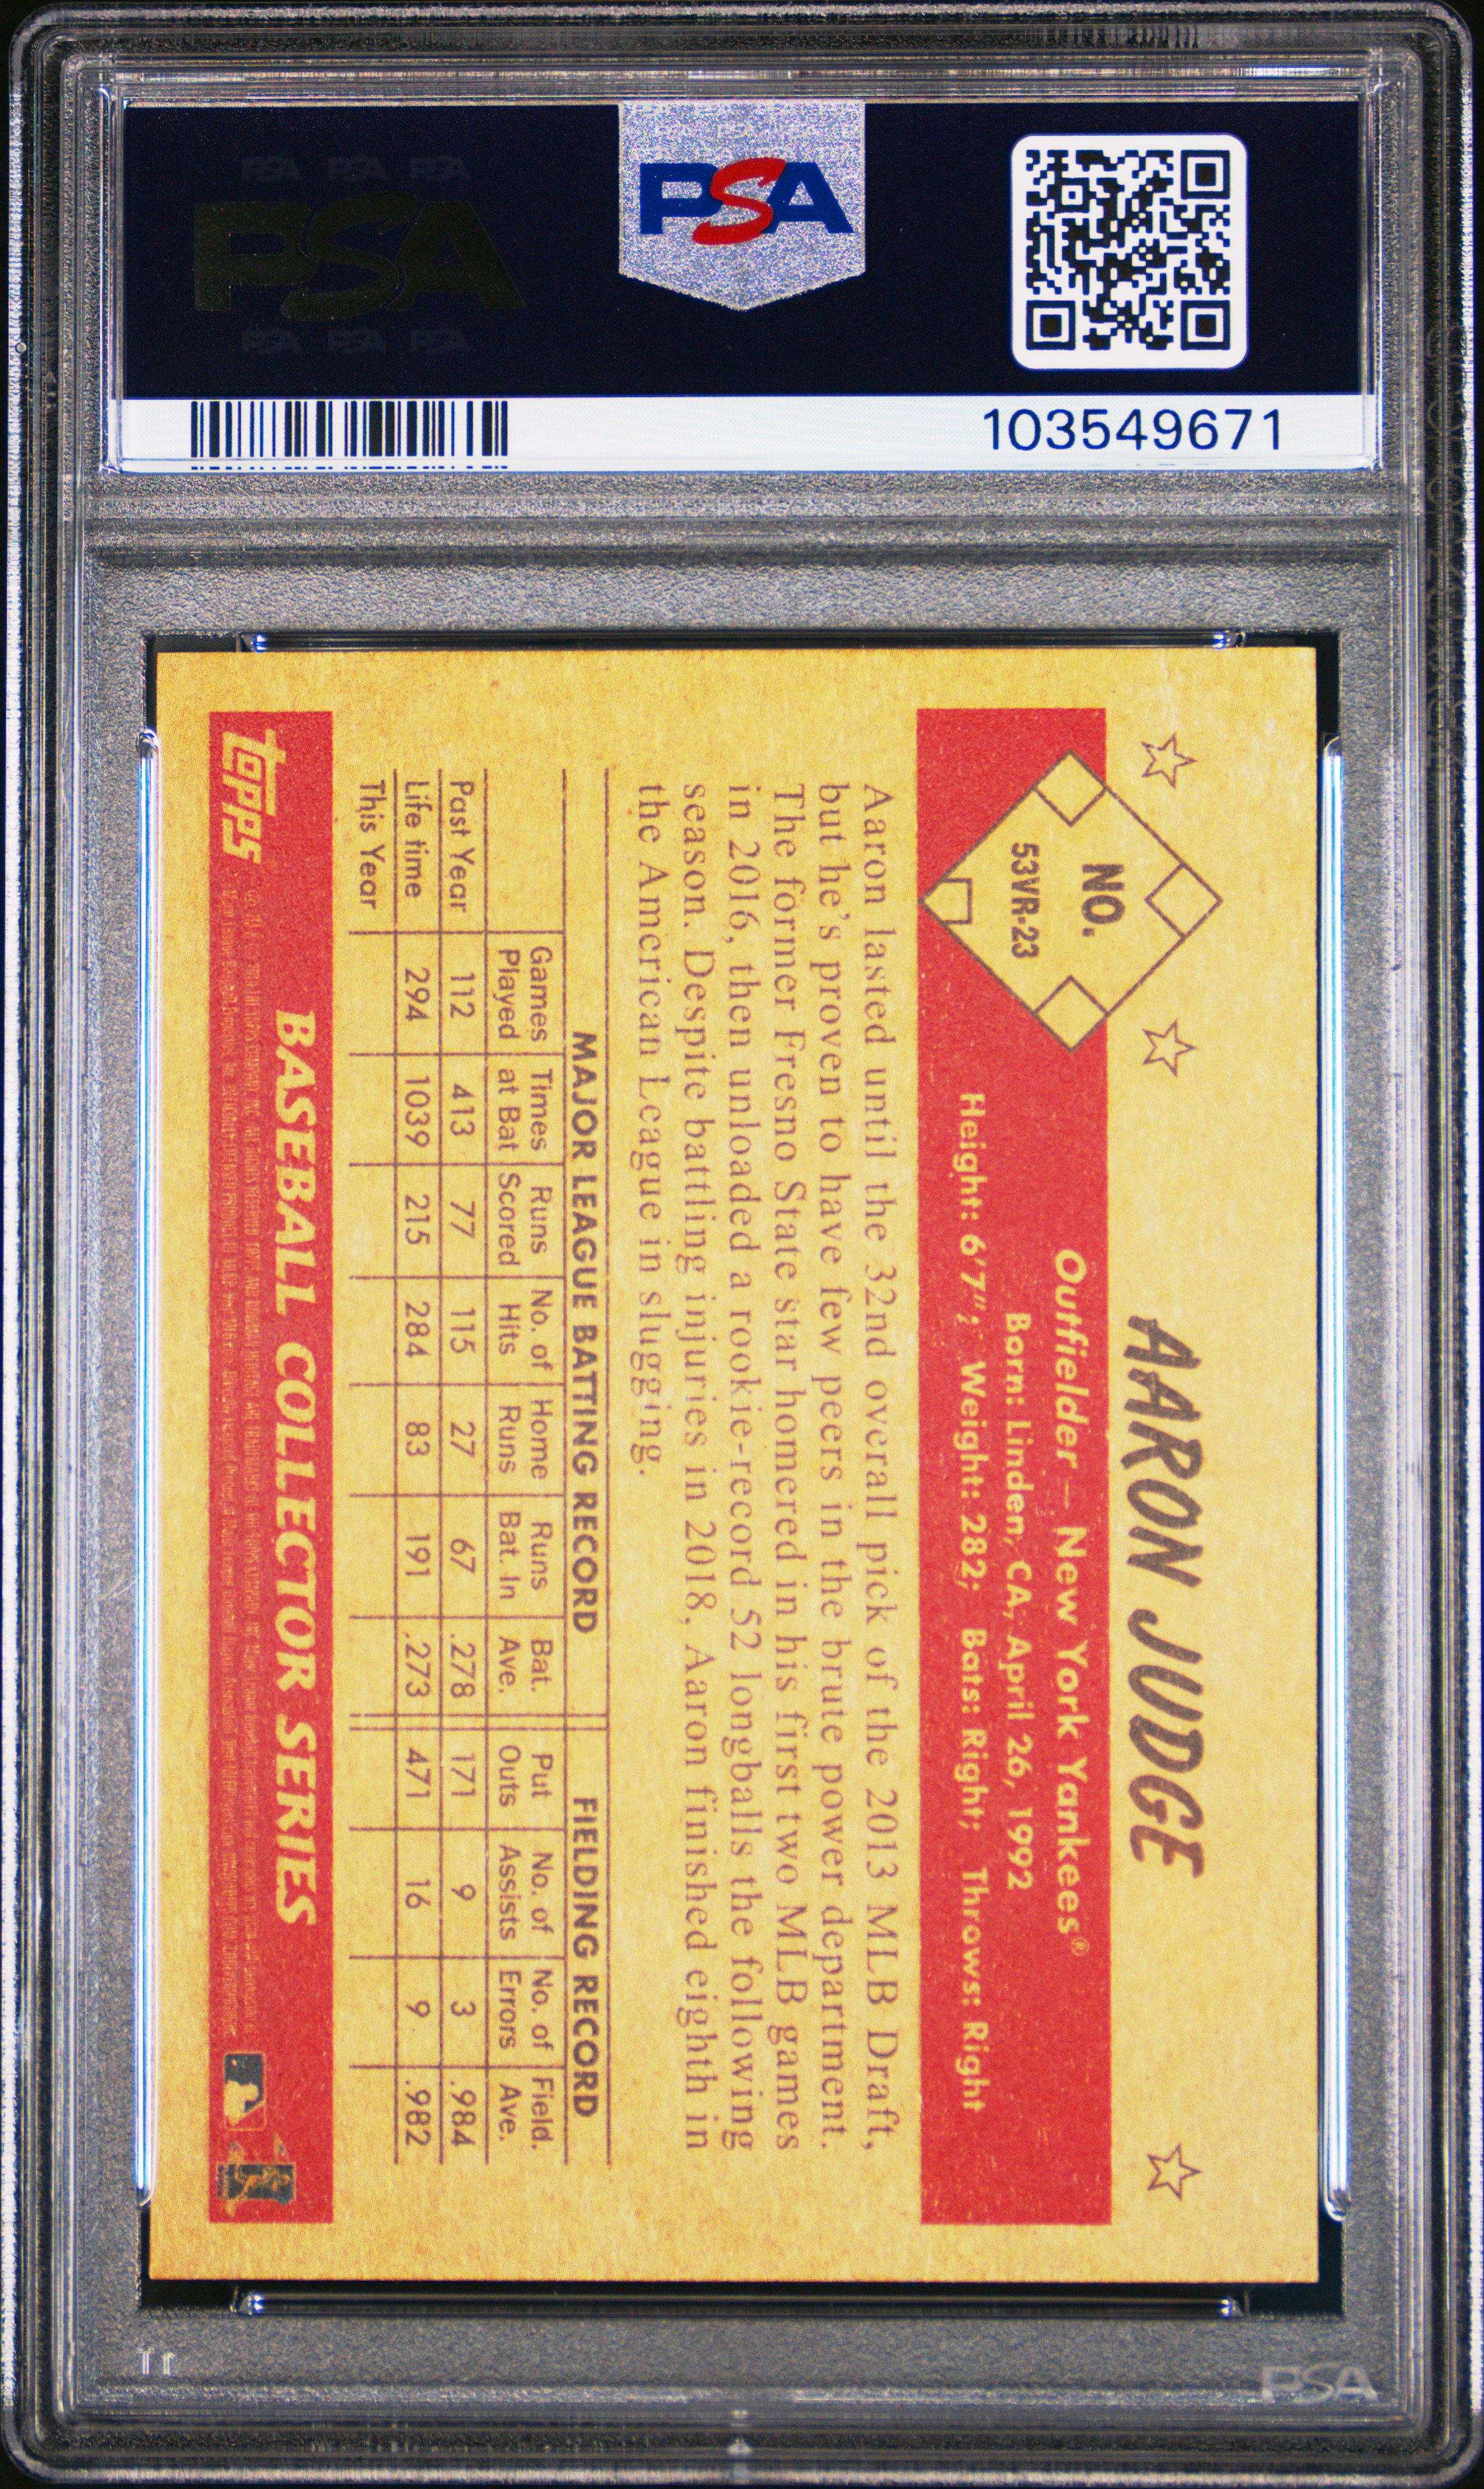 PSA PSA PSA
PSA
PSA PSA PSA
PSA
103549671
AARON JUDGE
NO.
53VR-23
Outfielder — New York Yankees®
Born: Linden, CA, April 26, 1992
Height: 6'7"; Weight: 282; Bats: Right; Throws: Right
Aaron lasted until the 32nd overall pick of the 2013 MLB Draft,
but he's proven to have few peers in the brute power department.
The former Fresno State star homered in his first two MLB games
in 2016, then unloaded a rookie-record 52 longballs the following
season. Despite battling injuries in 2018, Aaron finished eighth in
the American League in slugging.
MAJOR LEAGUE BATTING RECORD FIELDING RECORD
Games Played Times at Bat Runs Scored No. of Hits Home Runs Runs Bat. In Bat. Ave. Put Outs No. of Assists No. of Errors Field. Ave.
Past Year 112 413 77 115 27 67 .278 171 9 3 .984
Life time 294 1039 215 284 83 191 .273 471 16 9 .982
This Year
BASEBALL COLLECTOR SERIES
topps
PSA